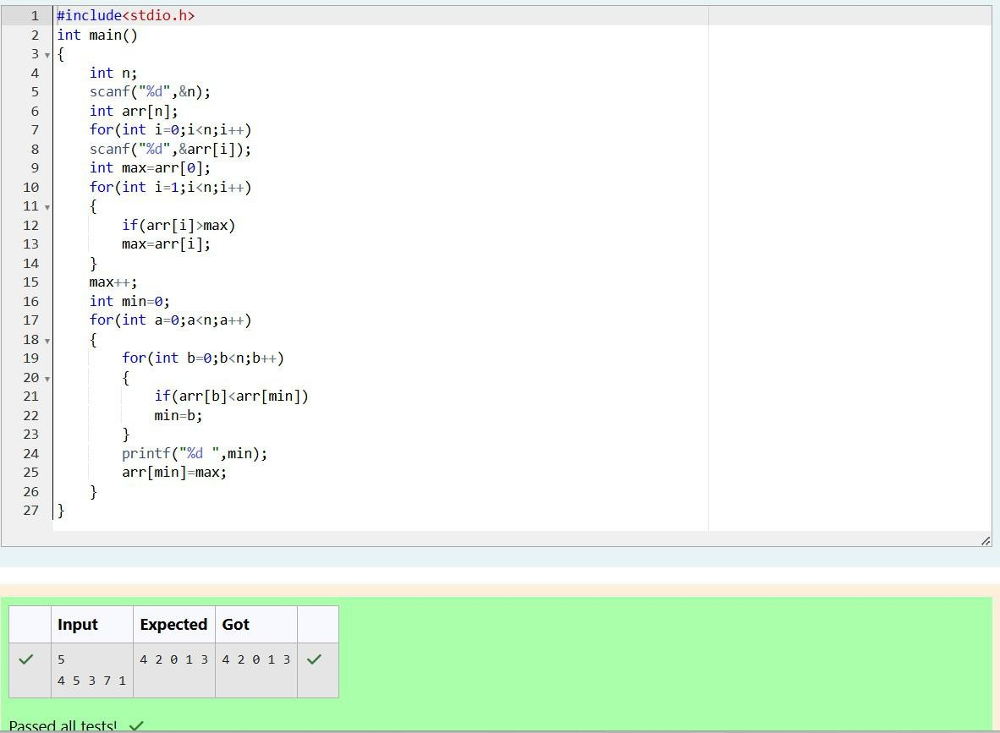 1 #include<stdio.h>
2 int main()
3 {
4 int n;
5 scanf("%d",&n);
6 int arr[n];
7 for(int i=0;i<n;i++)
8 scanf("%d",&arr[i]);
9 int max=arr[0];
10 for(int i=1;i<n;i++)
11 {
12 if(arr[i]>max)
13 max=arr[i];
14 }
15 max++;
16 int min=0;
17 for(int a=0;a<n;a++)
18 {
19 for(int b=0;b<n;b++)
20 {
21 if(arr[b]<arr[min])
22 min=b;
23 }
24 printf("%d ",min);
25 arr[min]=max;
26 }
27 }
Input Expected Got
5 4 2 0 1 3 4 2 0 1 3
4 5 3 7 1
Passed all tests!